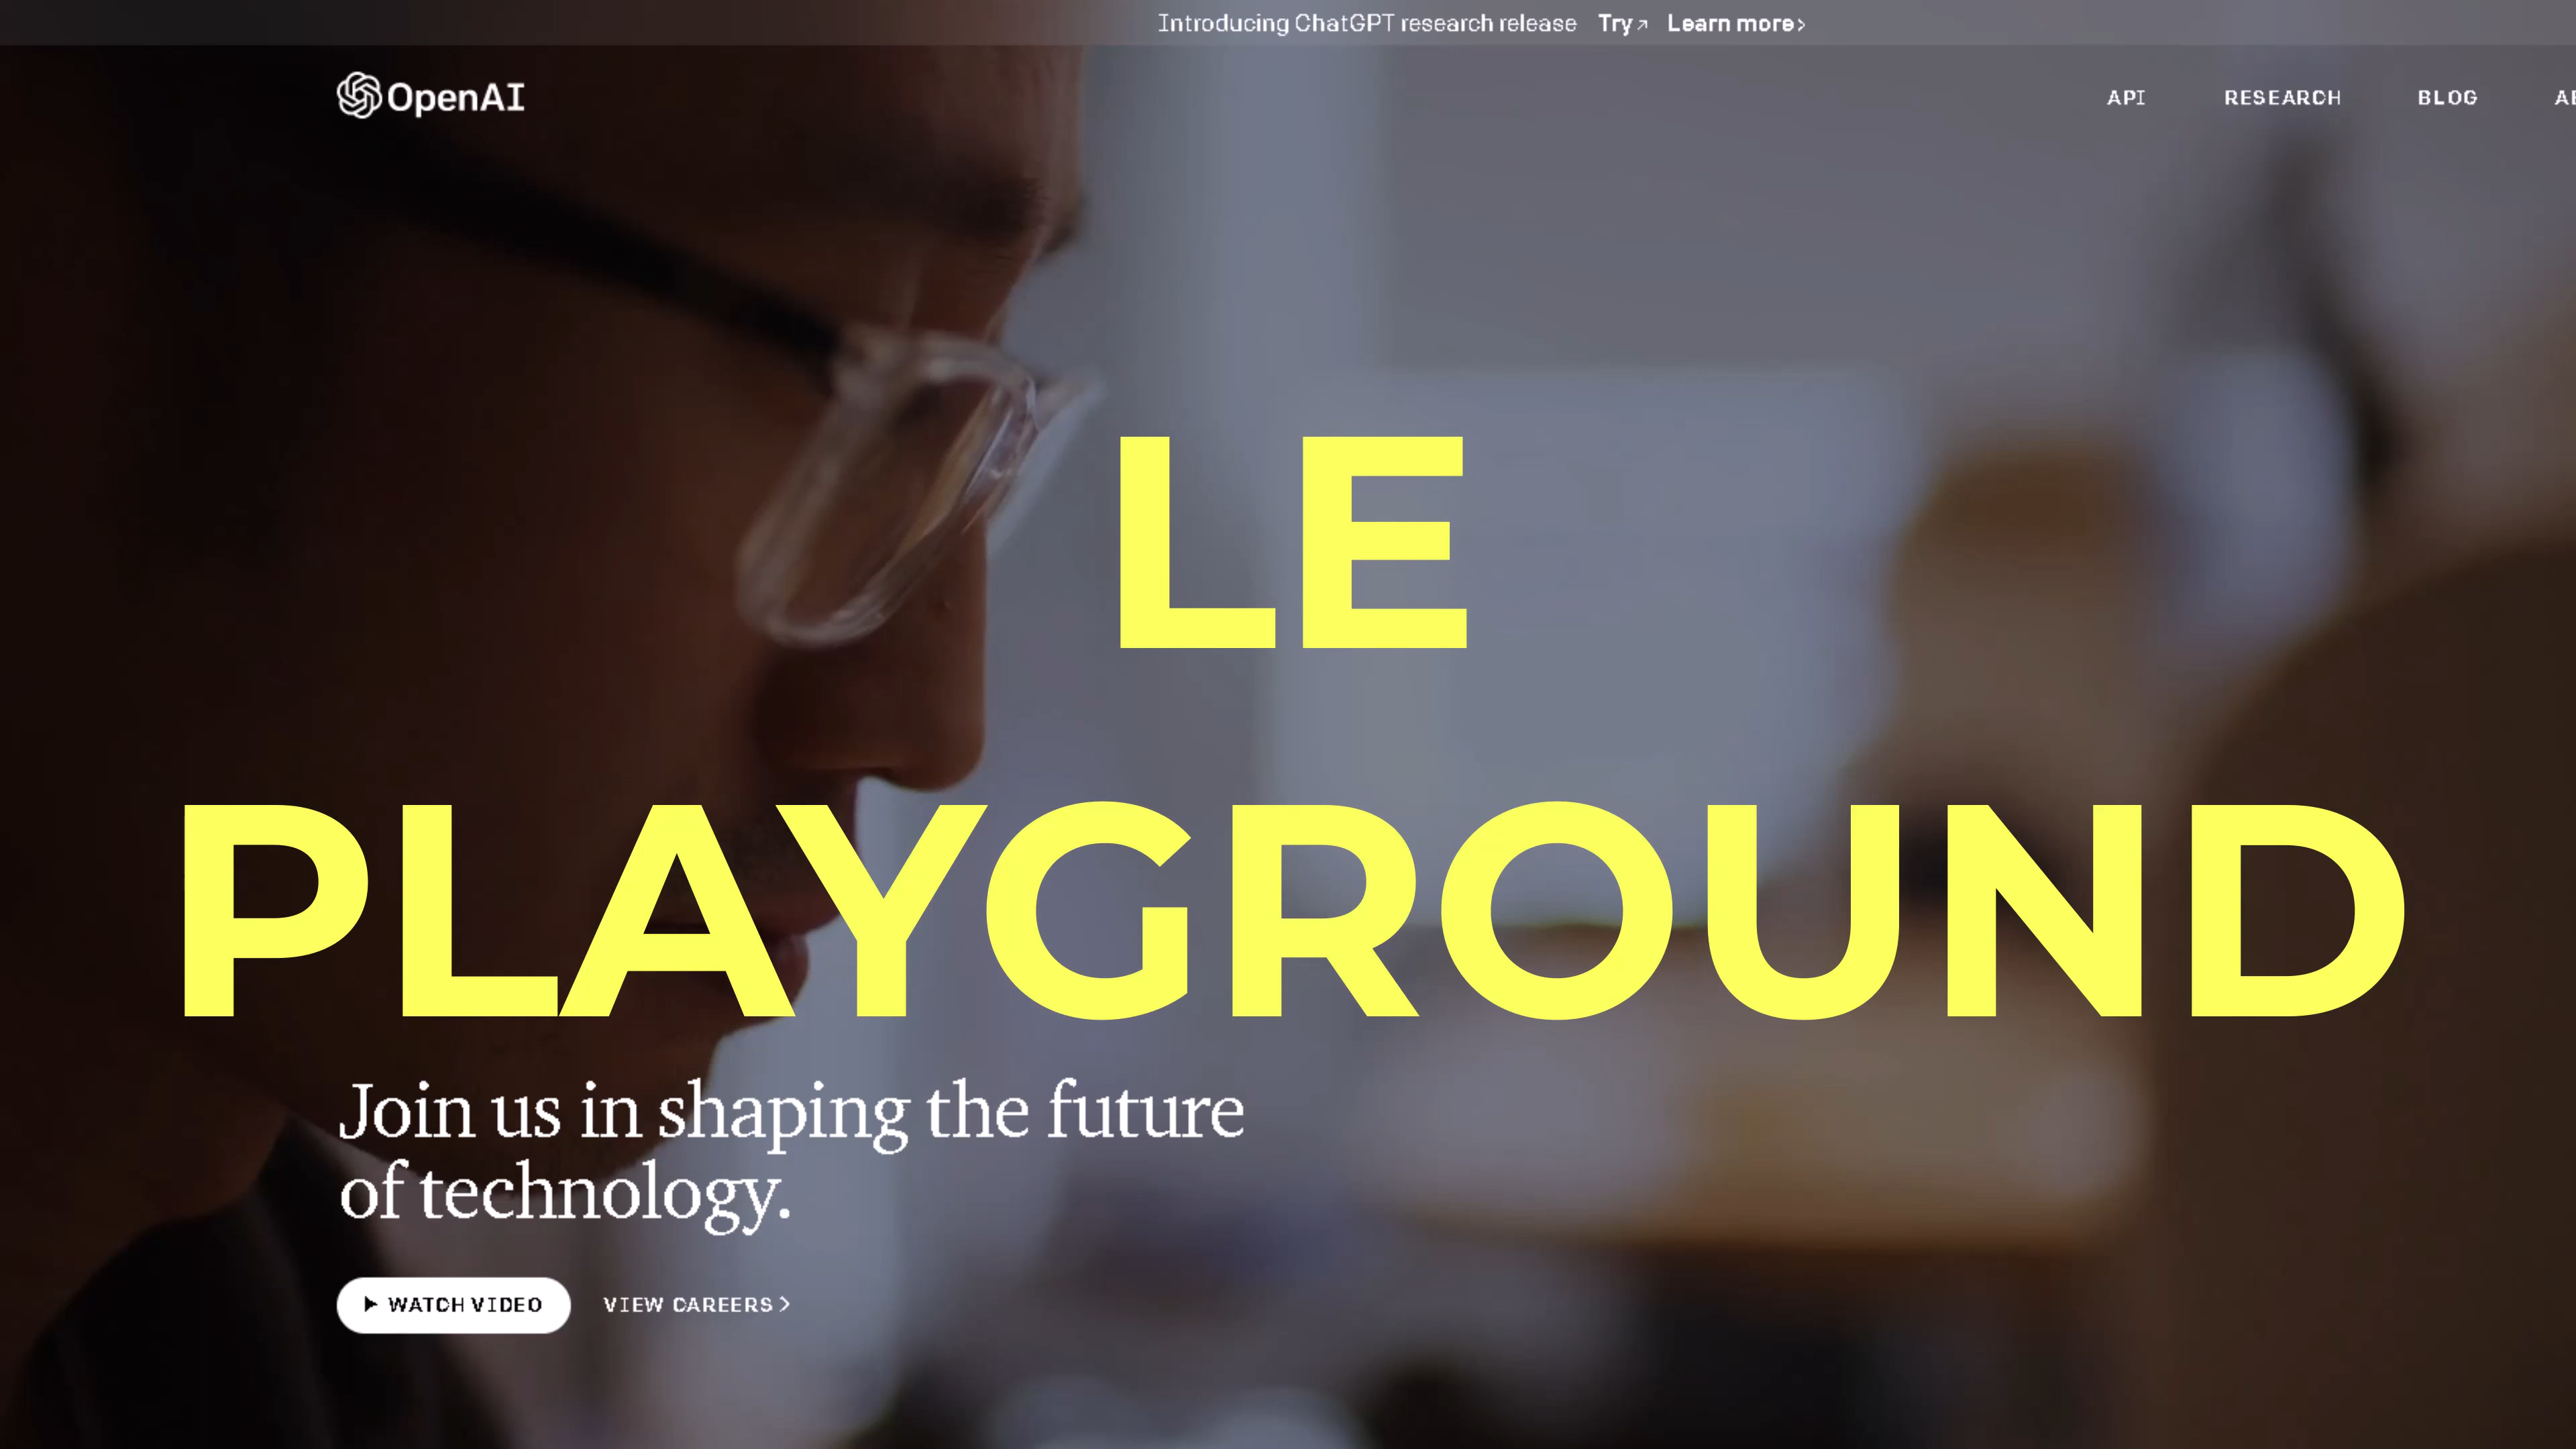 Introducing ChatGPT research release Try↗ Learn more›
OpenAI
API RESEARCH BLOG
LE
PLAYGROUND
Join us in shaping the future
of technology.
WATCH VIDEO VIEW CAREERS >